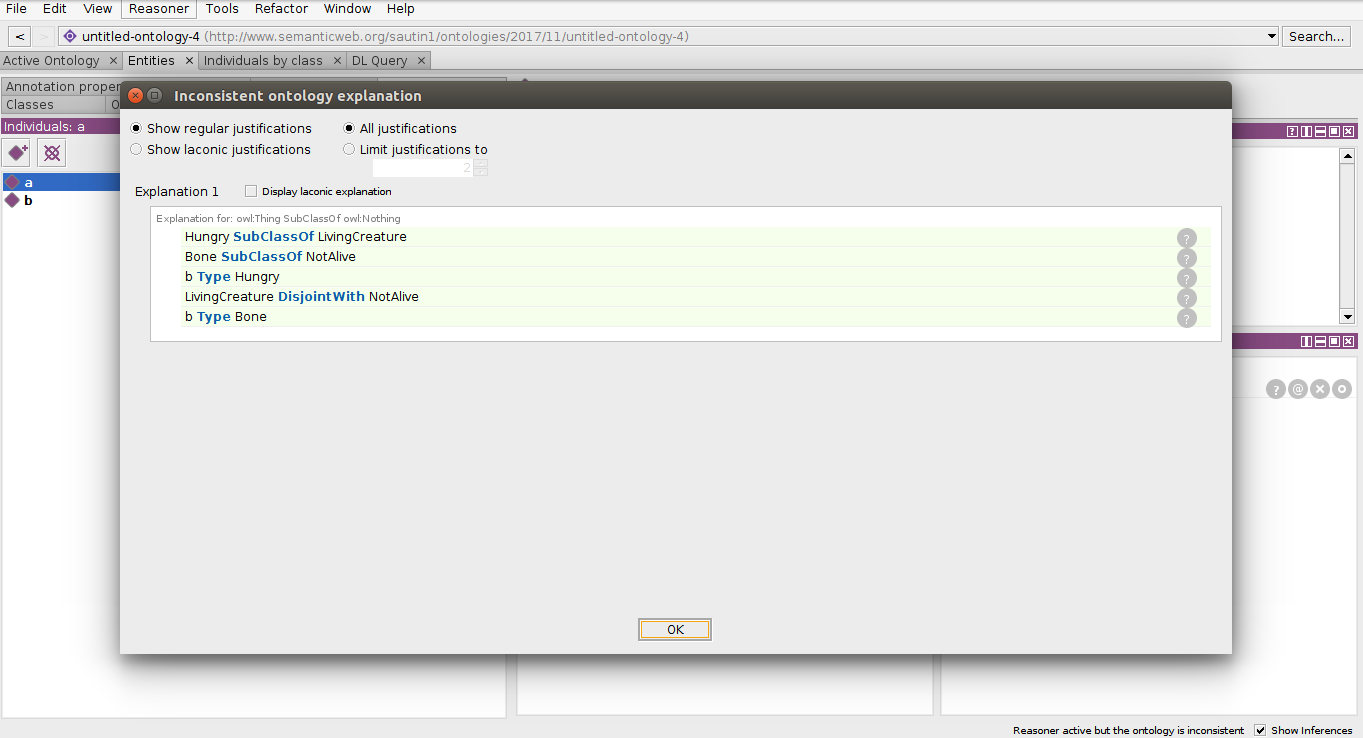 File Edit View Reasoner Tools Refactor Window Help
< > untitled-ontology-4 (http://www.semanticweb.org/sautin1/ontologies/2017/11/untitled-ontology-4) Search...
Active Ontology × Entities × Individuals by class × DL Query ×
Annotation proper
Classes O
Inconsistent ontology explanation
Individuals: a
Show regular justifications All justifications
Show laconic justifications Limit justifications to
2
a
b
Explanation 1 Display laconic explanation
Explanation for: owl:Thing SubClassOf owl:Nothing
Hungry SubClassOf LivingCreature ?
Bone SubClassOf NotAlive ?
b Type Hungry ?
LivingCreature DisjointWith NotAlive ?
b Type Bone ?
? @ × o
OK
Reasoner active but the ontology is inconsistent Show Inferences